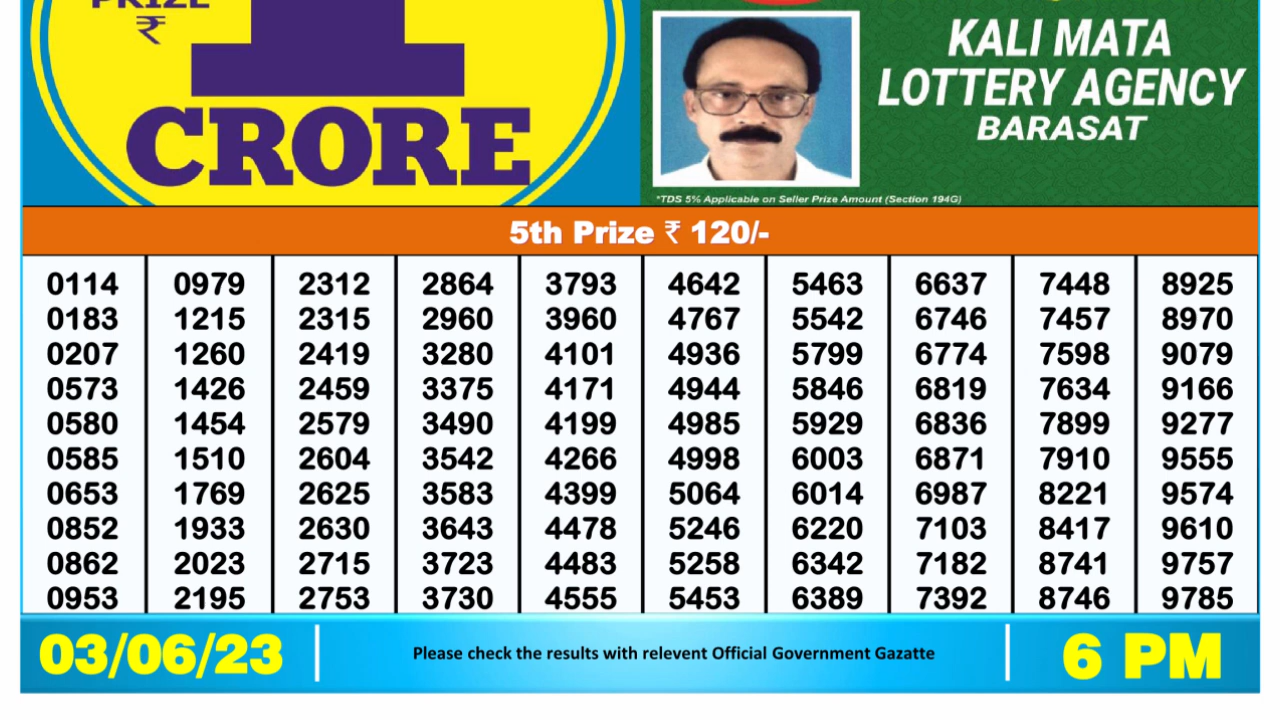 PRIZE
₹
1
CRORE
KALI MATA
LOTTERY AGENCY
BARASAT
*TDS 5% Applicable on Seller Prize Amount (Section 194G)
5th Prize ₹ 120/-
0114 0979 2312 2864 3793 4642 5463 6637 7448 8925
0183 1215 2315 2960 3960 4767 5542 6746 7457 8970
0207 1260 2419 3280 4101 4936 5799 6774 7598 9079
0573 1426 2459 3375 4171 4944 5846 6819 7634 9166
0580 1454 2579 3490 4199 4985 5929 6836 7899 9277
0585 1510 2604 3542 4266 4998 6003 6871 7910 9555
0653 1769 2625 3583 4399 5064 6014 6987 8221 9574
0852 1933 2630 3643 4478 5246 6220 7103 8417 9610
0862 2023 2715 3723 4483 5258 6342 7182 8741 9757
0953 2195 2753 3730 4555 5453 6389 7392 8746 9785
03/06/23
Please check the results with relevent Official Government Gazatte
6 PM